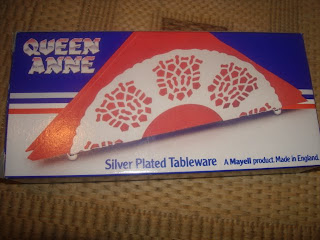 QUEEN
ANNE
Silver Plated Tableware
A Mayell product. Made in England.